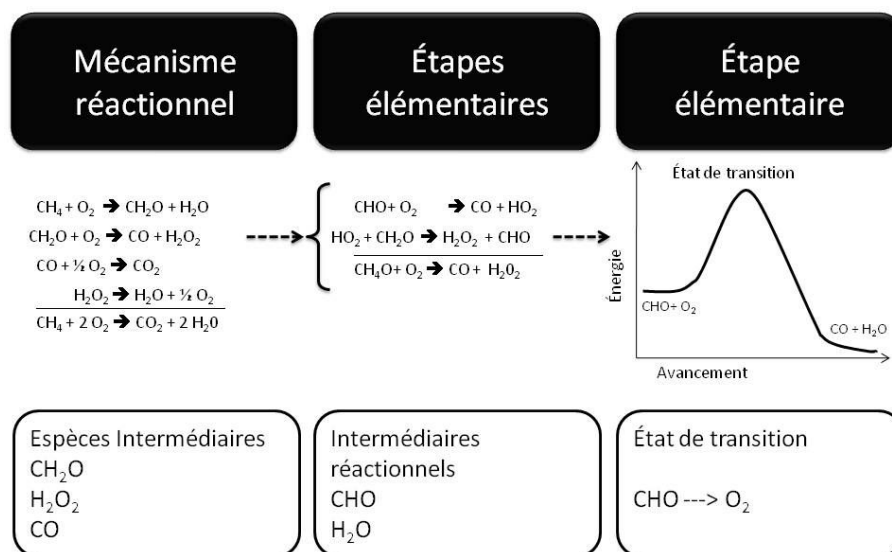 Mécanisme
réactionnel
Étapes
élémentaires
Étape
élémentaire
CH₄ + O₂ ➔ CH₂O + H₂O
CH₂O + O₂ ➔ CO + H₂O₂
CO + ½ O₂ ➔ CO₂
H₂O₂ ➔ H₂O + ½ O₂
CH₄ + 2 O₂ ➔ CO₂ + 2 H₂0
CHO+ O₂ ➔ CO + HO₂
HO₂ + CH₂O ➔ H₂O₂ + CHO
CH₄O+ O₂ ➔ CO+ H₂0₂
État de transition
Énergie
CHO+ O₂
CO + H₂O
Avancement
Espèces Intermédiaires
CH₂O
H₂O₂
CO
Intermédiaires
réactionnels
CHO
H₂O
État de transition
CHO ---> O₂